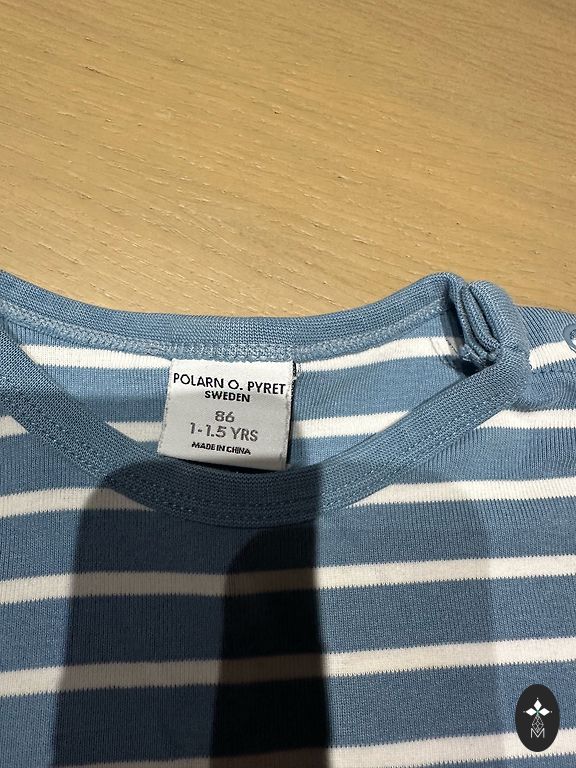 POLARN O. PYRET
SWEDEN
86
1-1.5 YRS
MADE IN CHINA